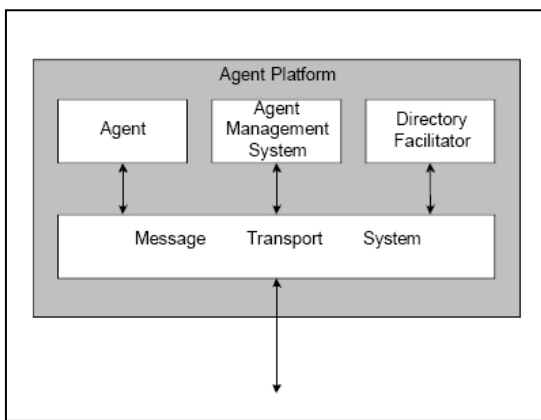 Agent Platform
Agent
Agent
Management
System
Directory
Facilitator
Message Transport System